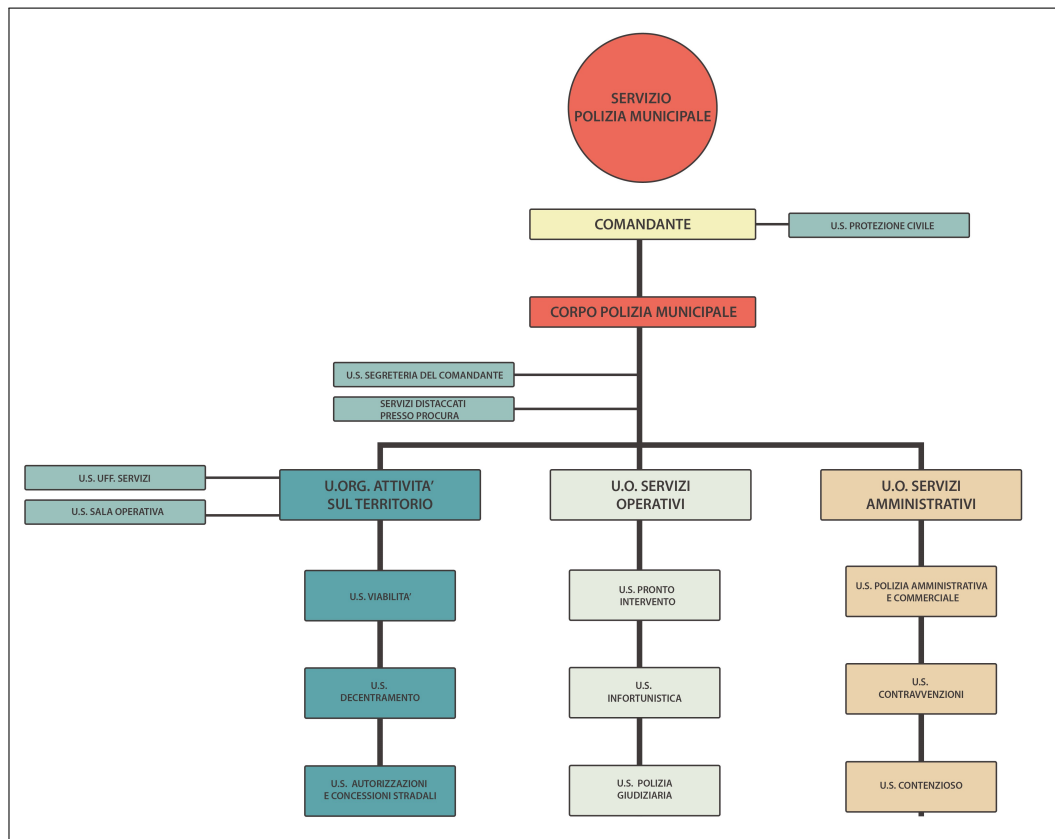 SERVIZIO
POLIZIA MUNICIPALE
COMANDANTE
U.S. PROTEZIONE CIVILE
CORPO POLIZIA MUNICIPALE
U.S. SEGRETERIA DEL COMANDANTE
SERVIZI DISTACCATI
PRESSO PROCURA
U.S. UFF. SERVIZI
U.S. SALA OPERATIVA
U.ORG. ATTIVITA’
SUL TERRITORIO
U.O. SERVIZI
OPERATIVI
U.O. SERVIZI
AMMINISTRATIVI
U.S. VIABILITA’
U.S. PRONTO
INTERVENTO
U.S. POLIZIA AMMINISTRATIVA
E COMMERCIALE
U.S.
DECENTRAMENTO
U.S.
INFORTUNISTICA
U.S.
CONTRAVVENZIONI
U.S. AUTORIZZAZIONI
E CONCESSIONI STRADALI
U.S. POLIZIA
GIUDIZIARIA
U.S. CONTENZIOSO